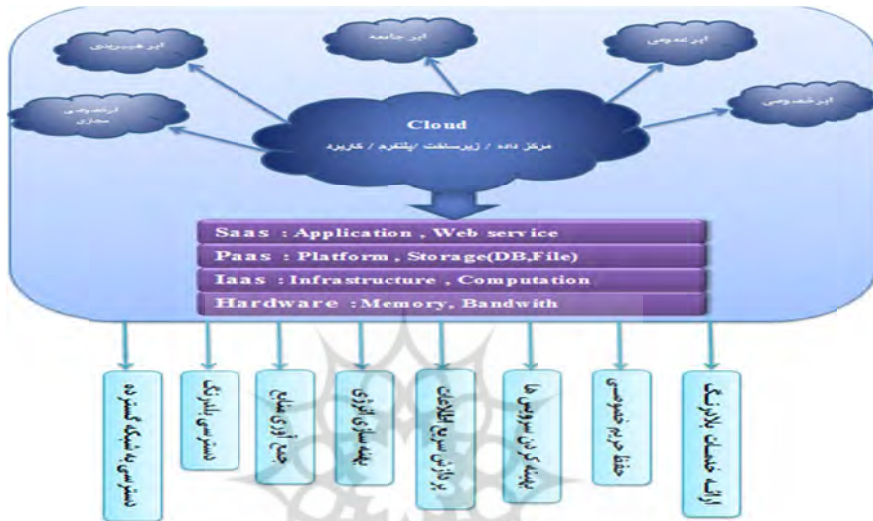 ابر عمومی
ابر جامعه
ابر هیبریدی
ابر خصوصی
ابر خصوصی
مجازی
Cloud
مرکز داده / زیرساخت /پلتفرم / کاربرد
Saas : Application , Web service
Paas : Platform , Storage(DB,File)
Iaas : Infrastructure , Computation
Hardware : Memory, Bandwith
ارائه خدمات بلادرنگ
حفظ حریم خصوصی
بهینه کردن سرویس ها
پردازش سریع اطلاعات
بهینه سازی انرژی
جمع آوری منابع
دسترسی بلدرنگ
دسترسی به شبکه گسترده